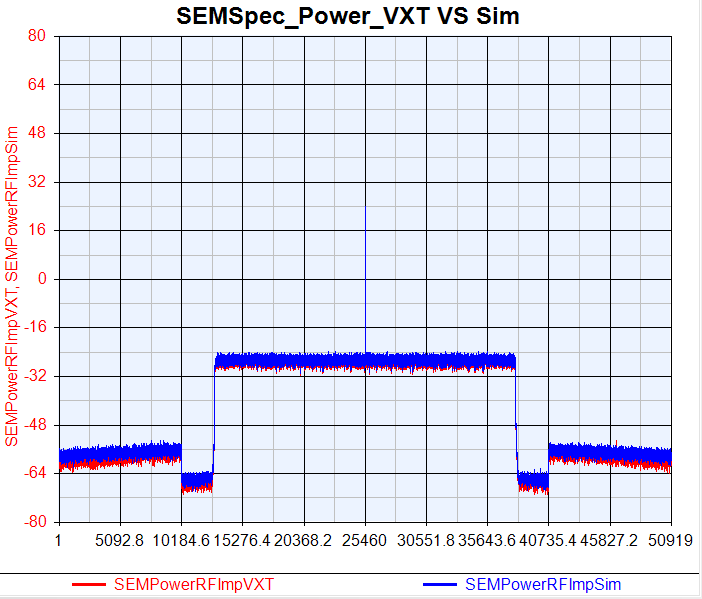 SEMSpec_Power_VXT VS Sim
SEMPowerRFImpVXT, SEMPowerRFImpSim
80
64
48
32
16
0
-16
-32
-48
-64
-80
1 5092.8 10184.6 15276.4 20368.2 25460 30551.8 35643.6 40735.4 45827.2 50919
SEMPowerRFImpVXT SEMPowerRFImpSim